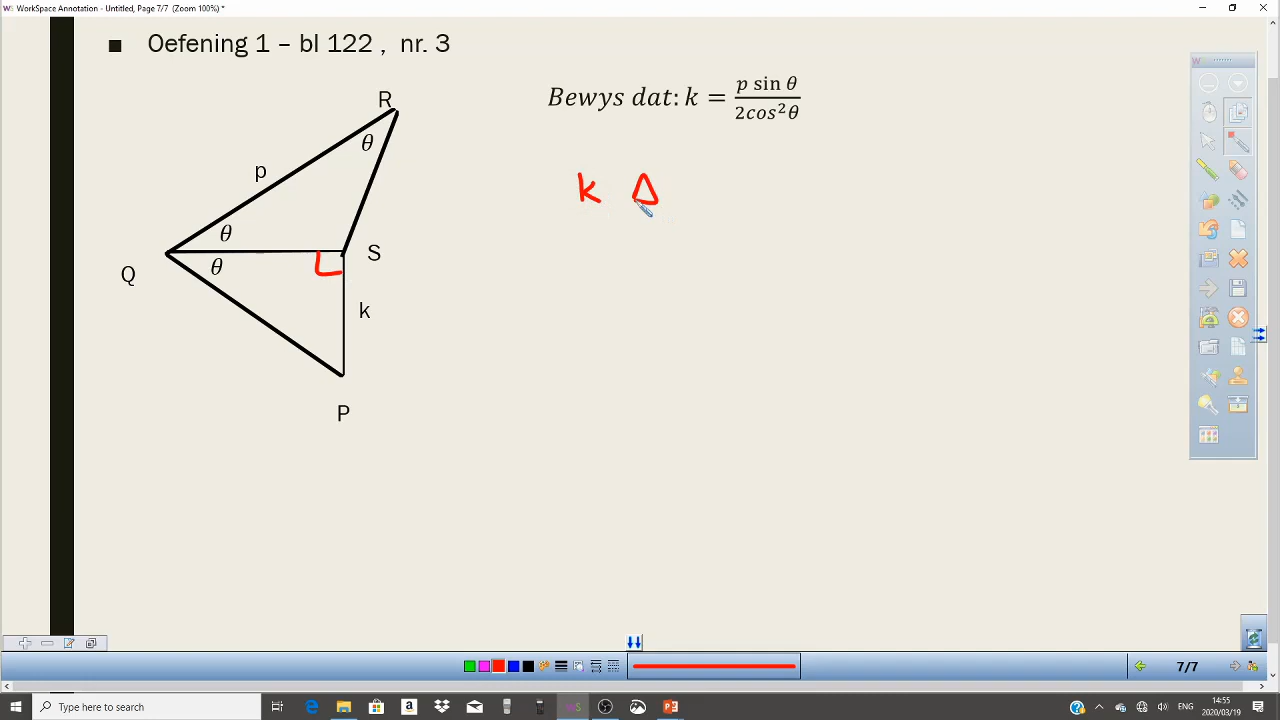 WorkSpace Annotation - Untitled, Page 7/7 (Zoom 100%) *
■ Oefening 1 – bl 122 , nr. 3
Bewys dat: k = p sin θ / 2cos²θ
R
θ
p
k Δ
θ
S
θ
Q
k
P
7/7
Type here to search
ENG
14:55
2020/03/19